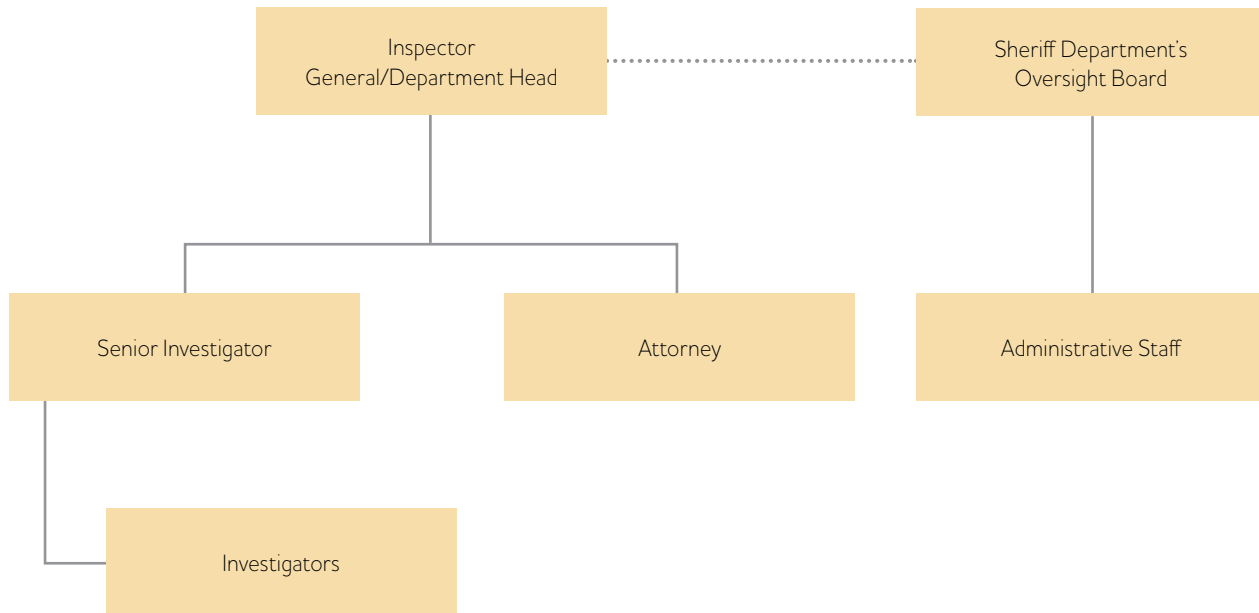 Inspector
General/Department Head
Sheriff Department’s
Oversight Board
Senior Investigator
Attorney
Administrative Staff
Investigators